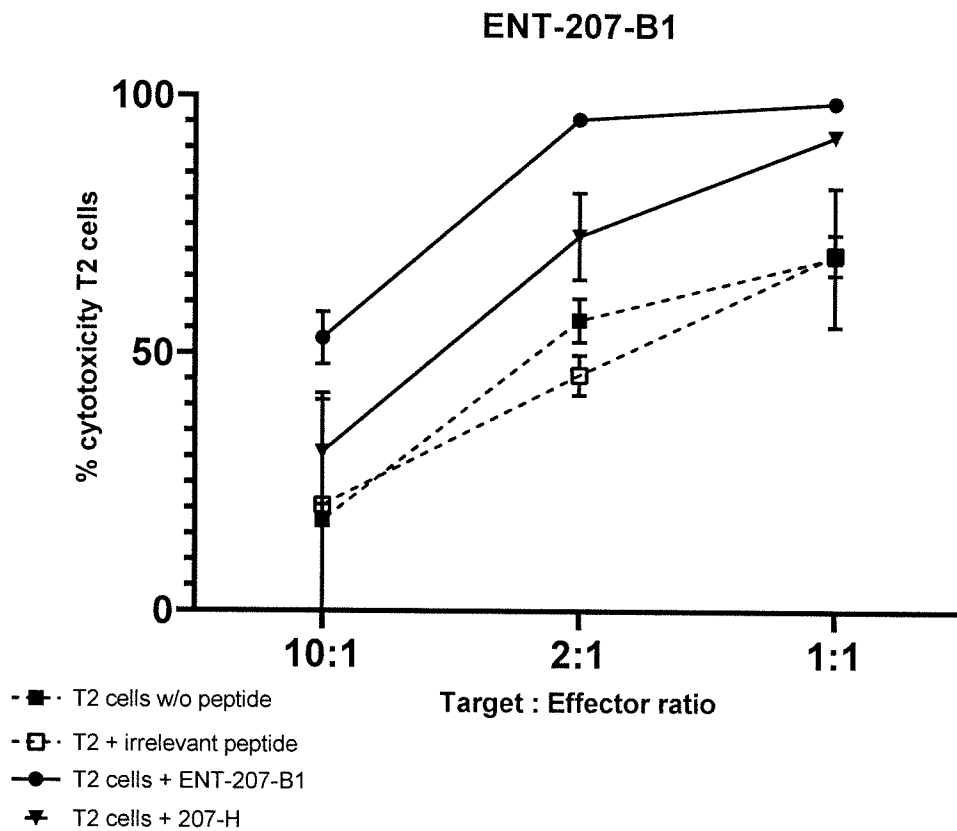 ENT-207-B1
100
50
0
% cytotoxicity T2 cells
10:1
2:1
1:1
Target : Effector ratio
T2 cells w/o peptide
T2 + irrelevant peptide
T2 cells + ENT-207-B1
T2 cells + 207-H